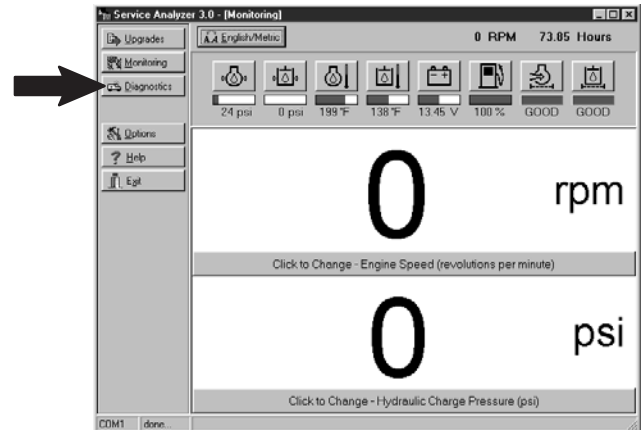 Service Analyzer 3.0 - [Monitoring]
Upgrades
Monitoring
Diagnostics
Options
Help
Exit
English/Metric
0 RPM 73.85 Hours
24 psi 0 psi 199 °F 138 °F 13.45 V 100 % GOOD GOOD
0 rpm
Click to Change - Engine Speed (revolutions per minute)
0 psi
Click to Change - Hydraulic Charge Pressure (psi)
COM1 done...